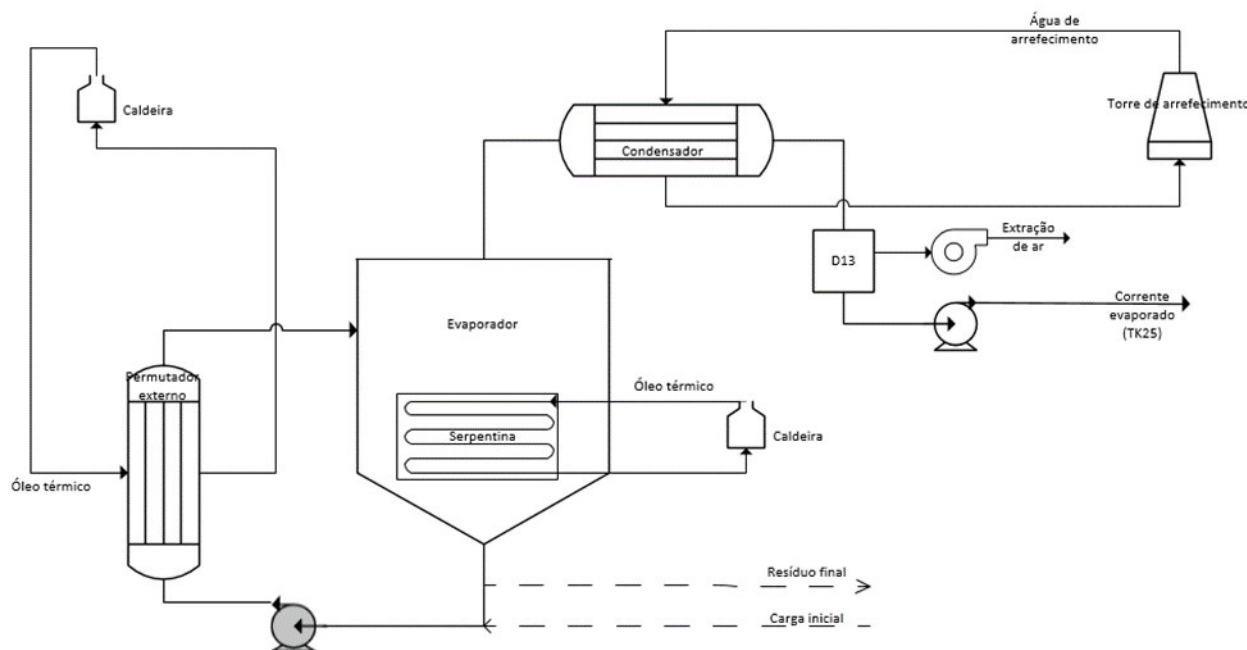 Água de
arrefecimento
Caldeira
Torre de arrefecimento
Condensador
Extração
de ar
D13
Corrente
evaporado
(TK25)
Evaporador
Permutador
externo
Óleo térmico
Serpentina
Caldeira
Óleo térmico
Resíduo final
Carga inicial